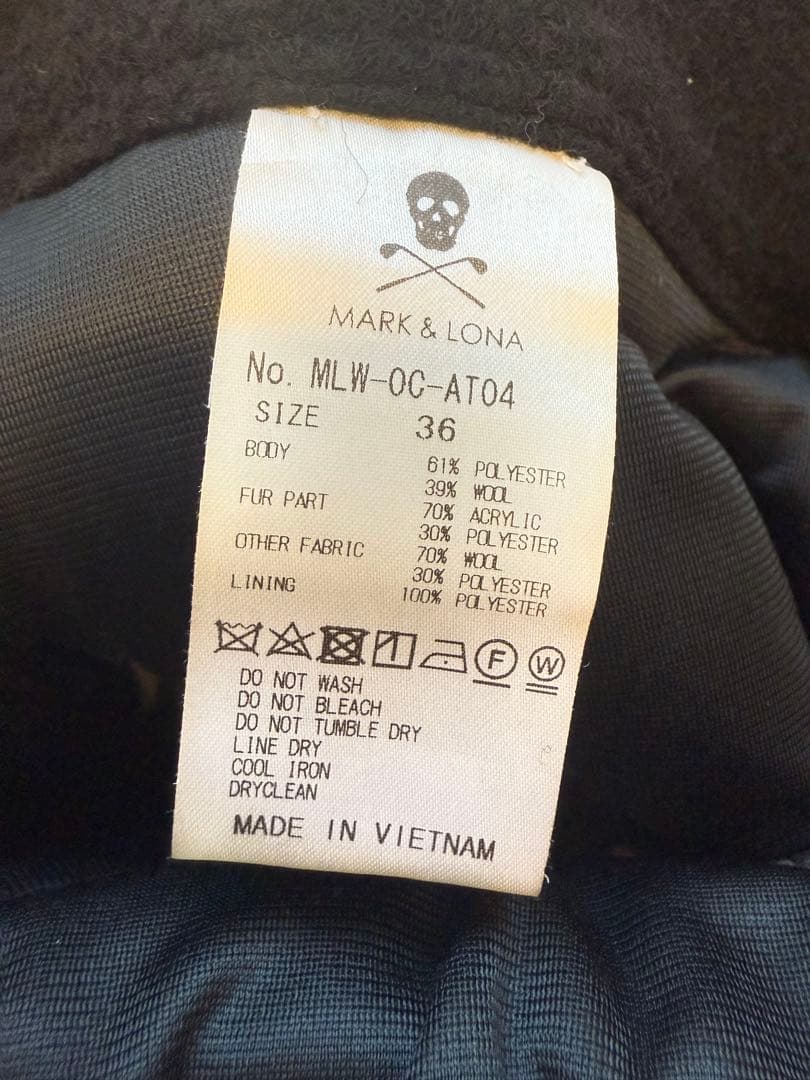 MARK & LONA
No. MLW-OC-AT04
SIZE 36
BODY 61% POLYESTER
39% WOOL
FUR PART 70% ACRYLIC
30% POLYESTER
OTHER FABRIC 70% WOOL
30% POLYESTER
LINING 100% POLYESTER
F W
DO NOT WASH
DO NOT BLEACH
DO NOT TUMBLE DRY
LINE DRY
COOL IRON
DRYCLEAN
MADE IN VIETNAM